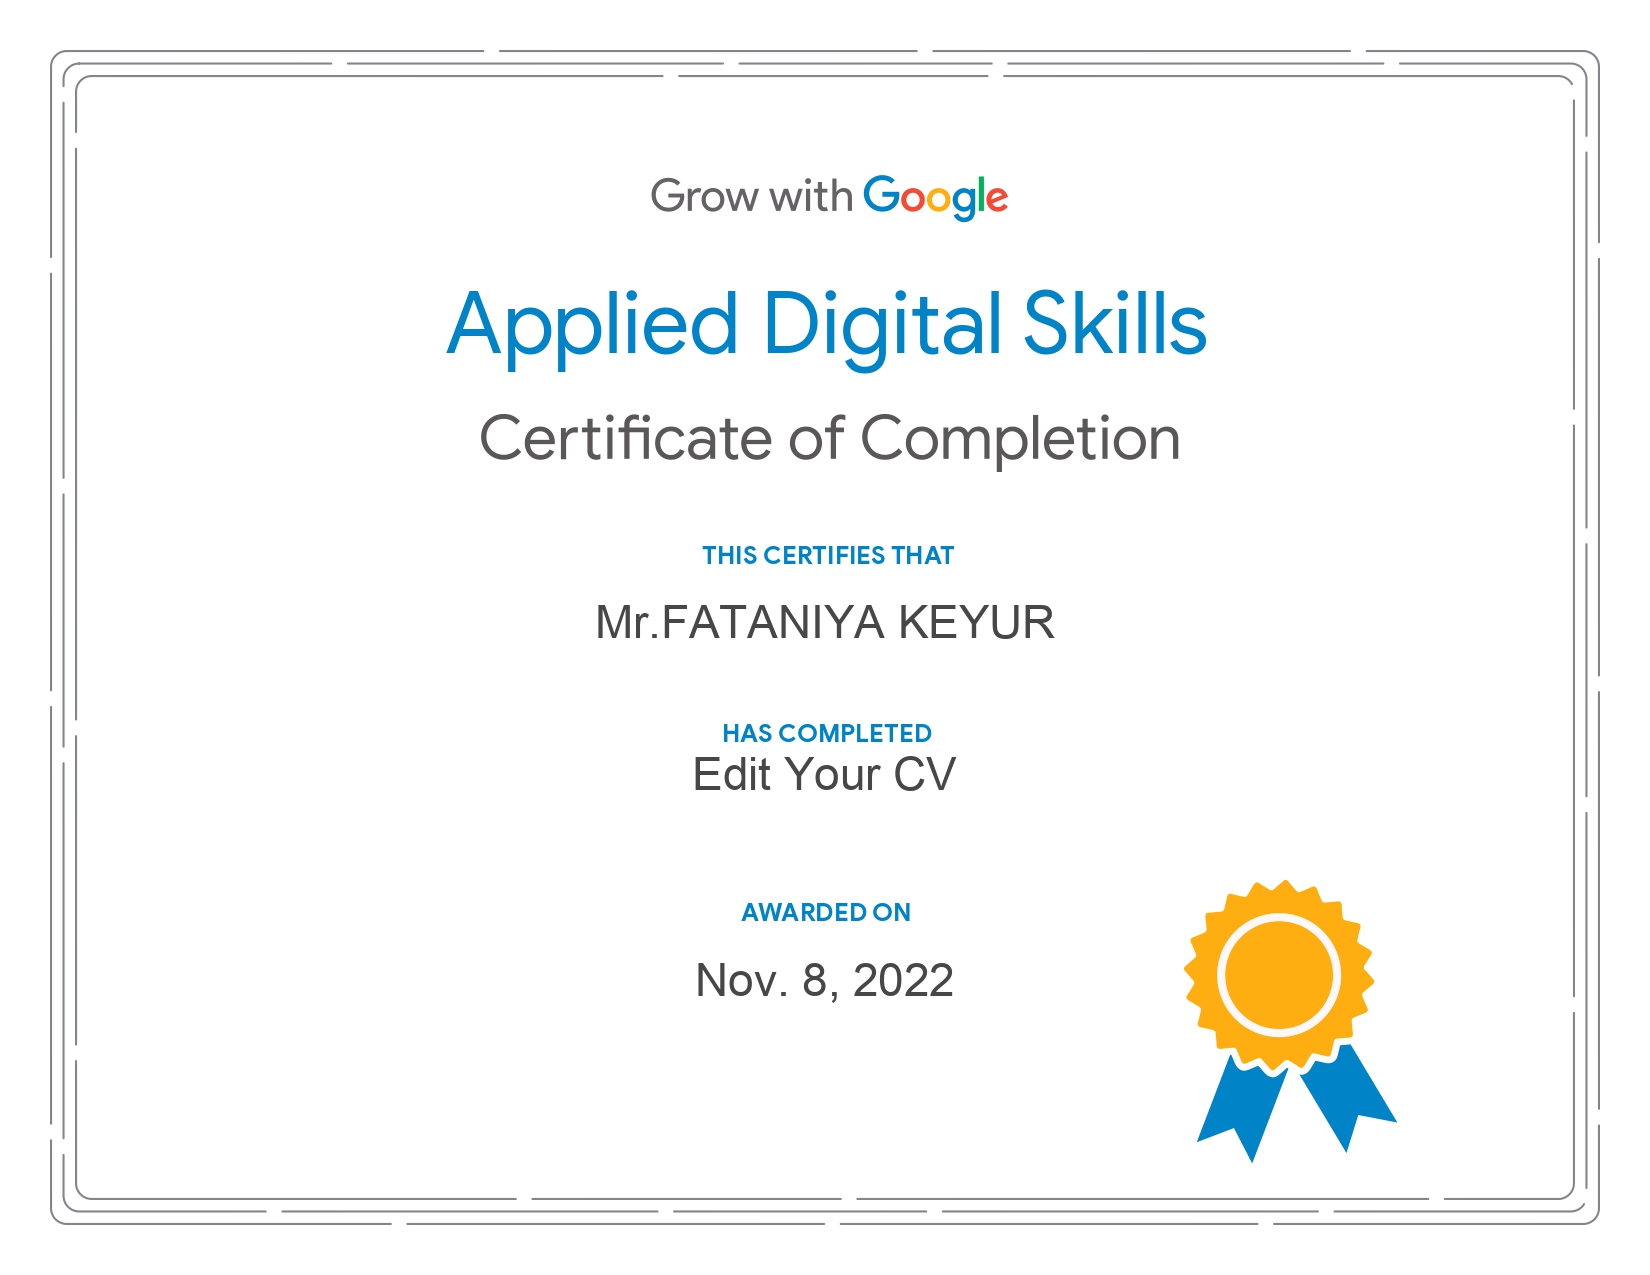 Grow with Google
Applied Digital Skills
Certificate of Completion
THIS CERTIFIES THAT
Mr.FATANIYA KEYUR
HAS COMPLETED
Edit Your CV
AWARDED ON
Nov. 8, 2022